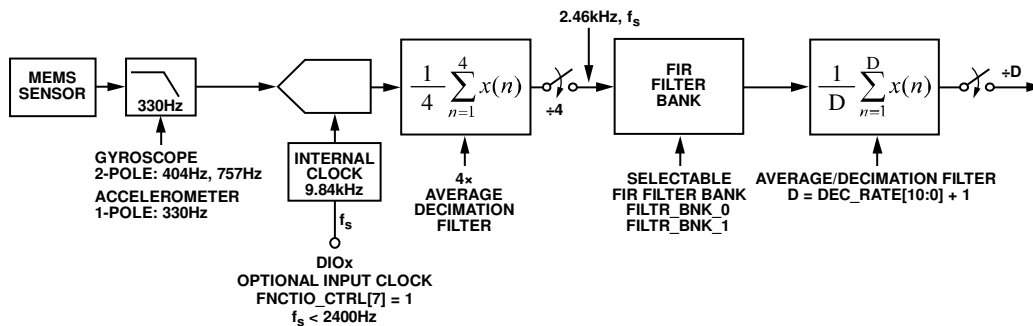 2.46kHz, fs
MEMS
SENSOR
330Hz
1/4 4∑n=1 x(n)
÷4
FIR
FILTER
BANK
1/D D∑n=1 x(n)
÷D
GYROSCOPE
2-POLE: 404Hz, 757Hz
ACCELEROMETER
1-POLE: 330Hz
INTERNAL
CLOCK
9.84kHz
fs
DIOx
OPTIONAL INPUT CLOCK
FNCTIO_CTRL[7] = 1
fs < 2400Hz
4×
AVERAGE
DECIMATION
FILTER
SELECTABLE
FIR FILTER BANK
FILTR_BNK_0
FILTR_BNK_1
AVERAGE/DECIMATION FILTER
D = DEC_RATE[10:0] + 1